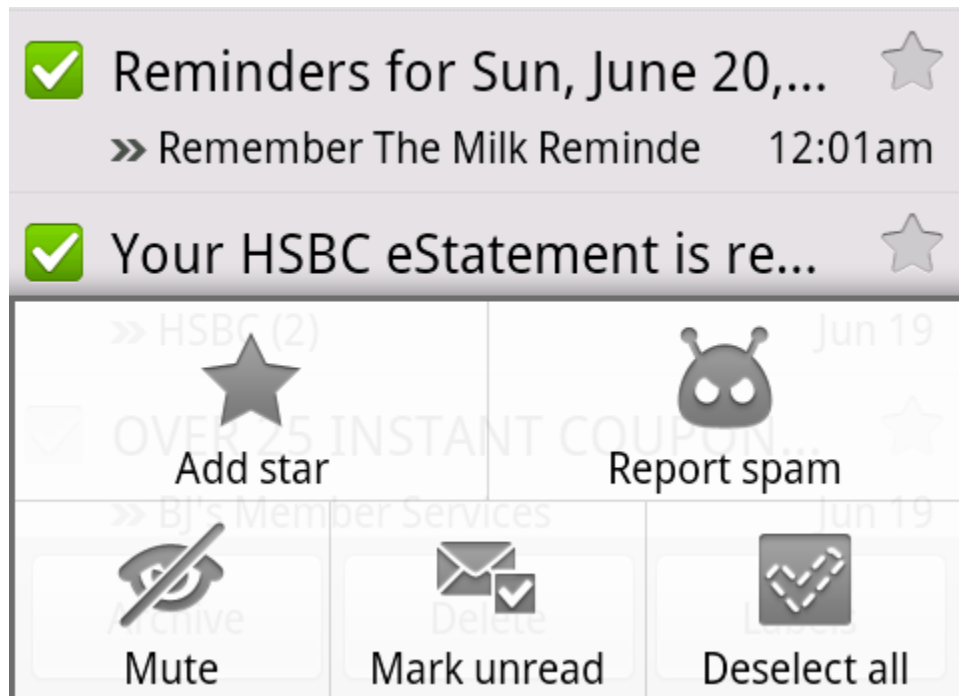 Reminders for Sun, June 20,...
» Remember The Milk Reminde 12:01am
Your HSBC eStatement is re...
» HSBC (2) Jun 19
OVER 25 INSTANT COUPON...
Add star Report spam
» BJ's Member Services Jun 19
Archive Delete Labels
Mute Mark unread Deselect all